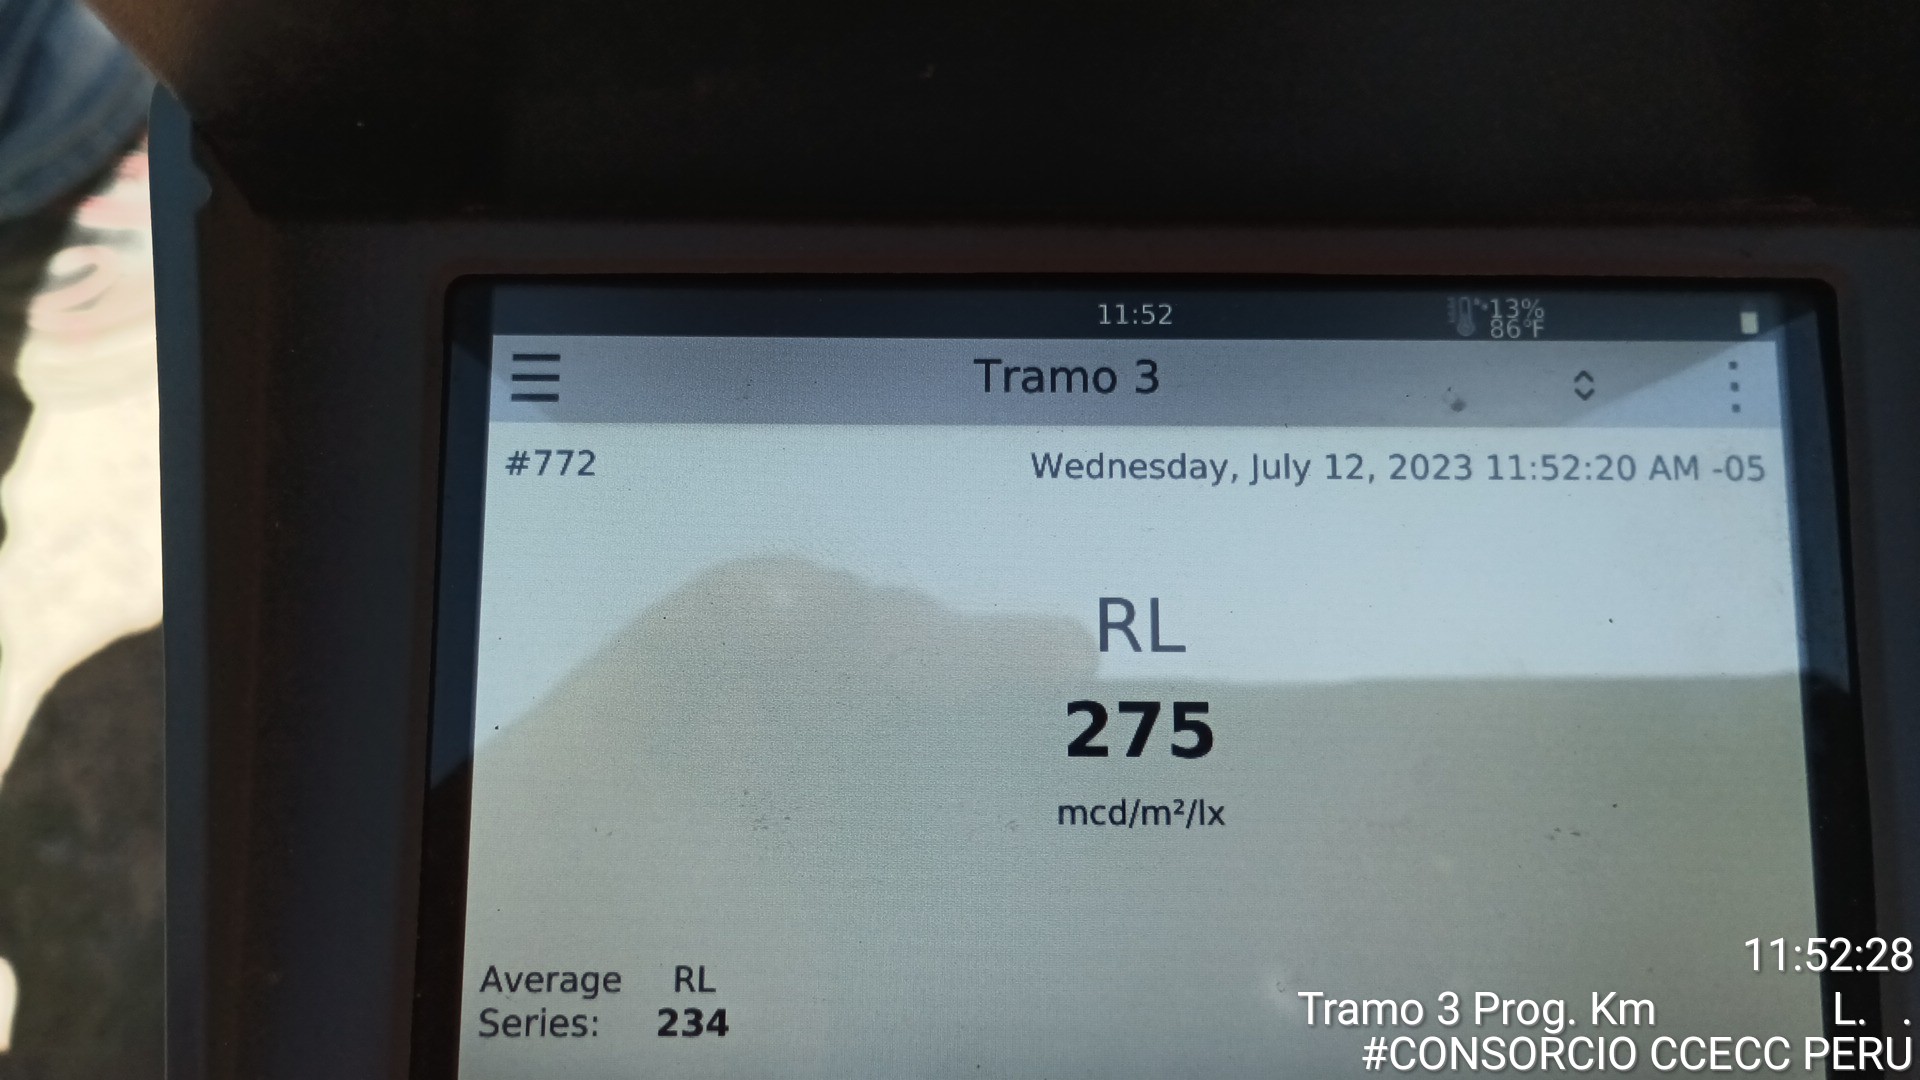 11:52
13%
86°F
Tramo 3
#772
Wednesday, July 12, 2023 11:52:20 AM -05
RL
275
mcd/m²/lx
Average RL
Series: 234
11:52:28
Tramo 3 Prog. Km L. .
#CONSORCIO CCECC PERU